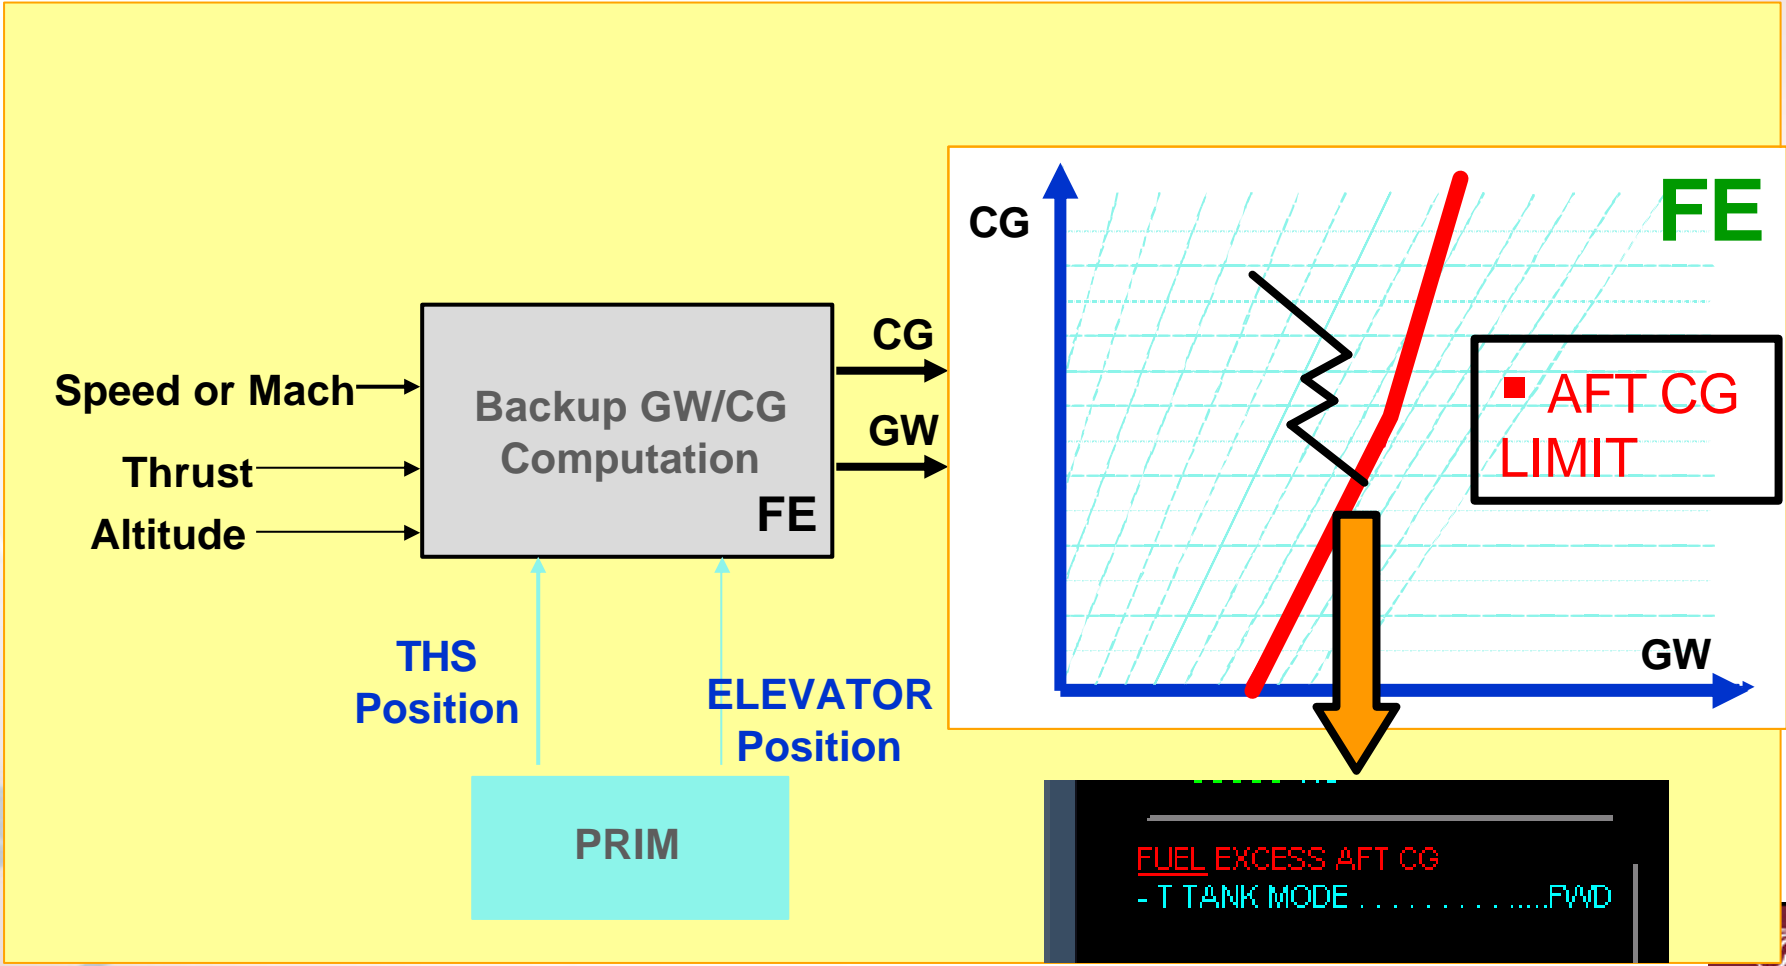 FE
CG
CG
Speed or Mach
Backup GW/CG
Computation
■ AFT CG
LIMIT
GW
Thrust
FE
Altitude
THS
Position
ELEVATOR
Position
GW
PRIM
FUEL EXCESS AFT CG
- T TANK MODE . . . . . . . . . . .....FWD